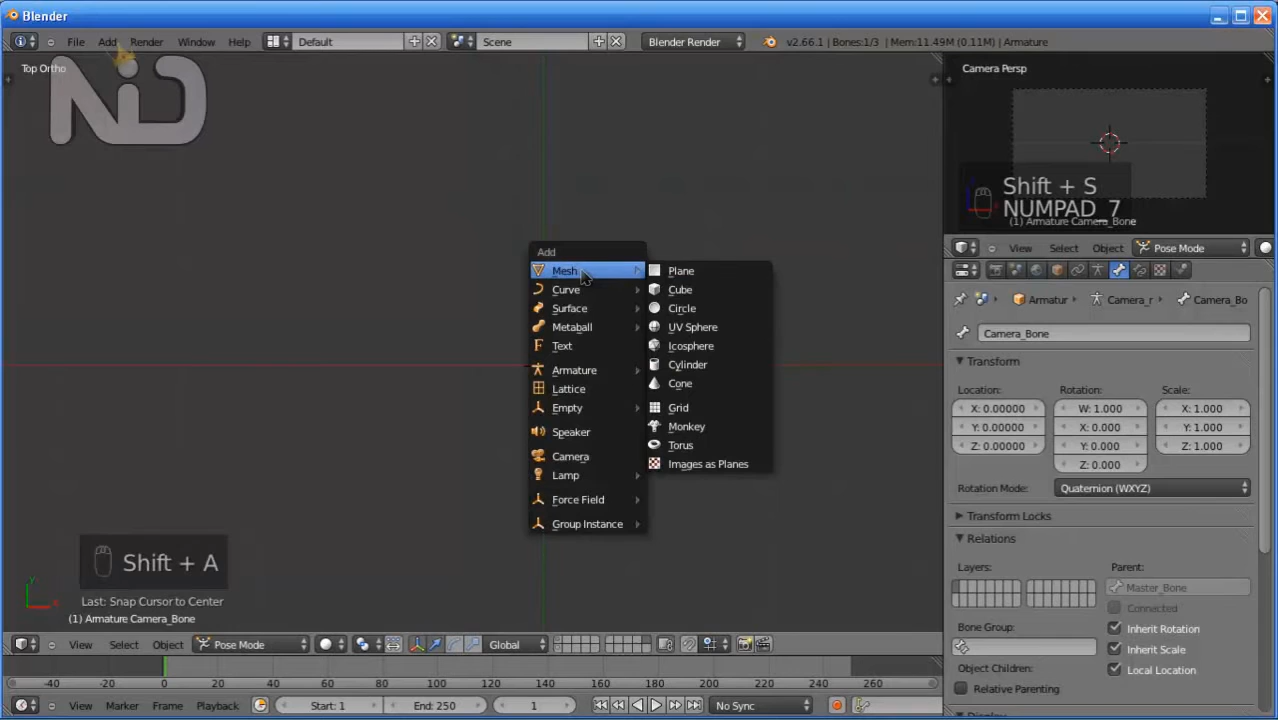 Blender
File Add Render Window Help Default Scene Blender Render v2.66.1 | Bones:1/3 | Mem:11.49M (0.11M) | Armature
Top Ortho
NiD
Camera Persp
Shift + S
NUMPAD_7
(1) Armature Camera_Bone
View Select Object Pose Mode
Armatur Camera_r Camera_Bo
Camera_Bone
Transform
Location: Rotation: Scale:
X: 0.00000 W: 1.000 X: 1.000
Y: 0.00000 X: 0.000 Y: 1.000
Z: 0.00000 Y: 0.000 Z: 1.000
Z: 0.000
Rotation Mode: Quaternion (WXYZ)
Transform Locks
Relations
Layers: Parent:
Master_Bone
Connected
Bone Group: Inherit Rotation
Inherit Scale
Object Children: Local Location
Relative Parenting
Add
Mesh
Curve
Surface
Metaball
Text
Armature
Lattice
Empty
Speaker
Camera
Lamp
Force Field
Group Instance
Plane
Cube
Circle
UV Sphere
Icosphere
Cylinder
Cone
Grid
Monkey
Torus
Images as Planes
Shift + A
Last: Snap Cursor to Center
(1) Armature Camera_Bone
View Select Object Pose Mode Global
-40 -20 0 20 40 60 80 100 120 140 160 180 200 220 240 260
View Marker Frame Playback Start: 1 End: 250 1 No Sync